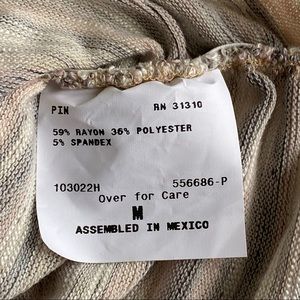 PIN RN 31310
59% RAYON 36% POLYESTER
5% SPANDEX
103022H 556686-P
Over for Care
M
ASSEMBLED IN MEXICO